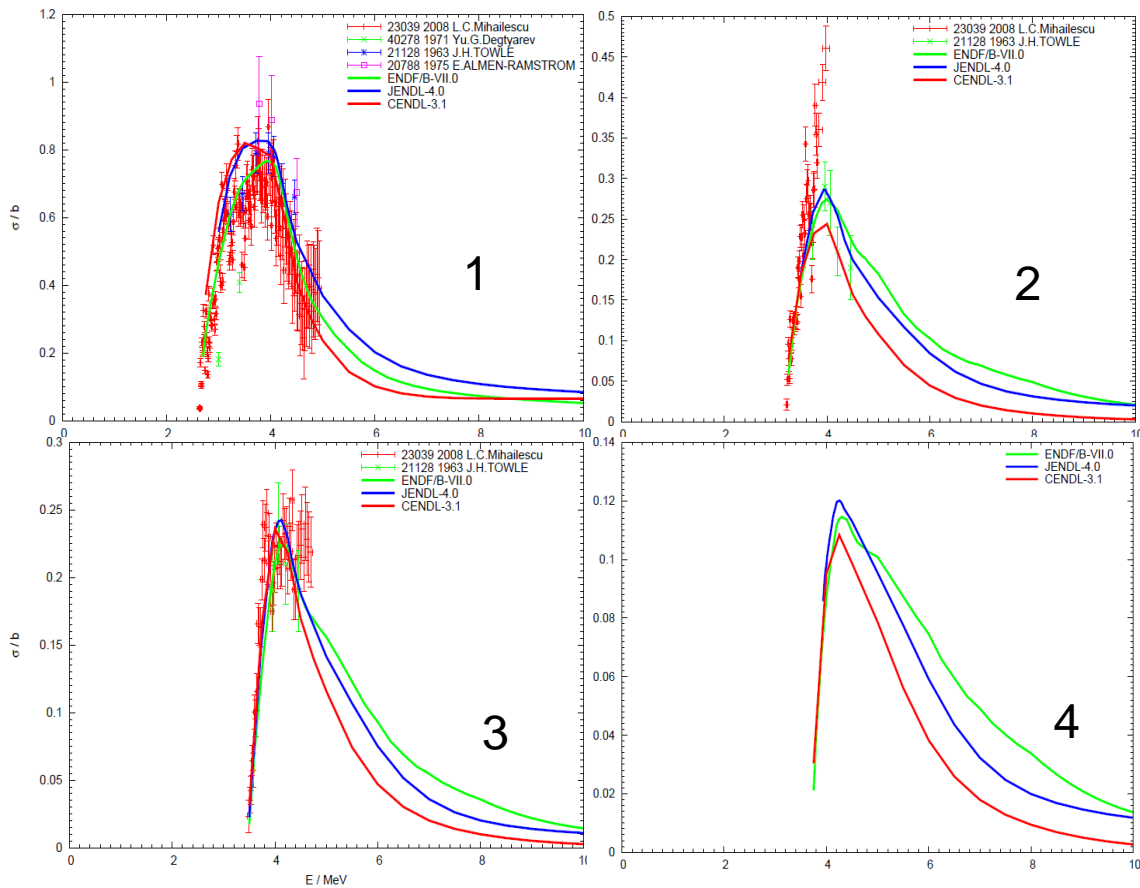 23039 2008 L.C.Mihailescu
40278 1971 Yu.G.Degtyarev
21128 1963 J.H.TOWLE
20788 1975 E.ALMEN-RAMSTROM
ENDF/B-VII.0
JENDL-4.0
CENDL-3.1
1.2
1
0.8
0.6
0.4
0.2
0
σ / b
1
0 2 4 6 8 10
23039 2008 L.C.Mihailescu
21128 1963 J.H.TOWLE
ENDF/B-VII.0
JENDL-4.0
CENDL-3.1
0.5
0.45
0.4
0.35
0.3
0.25
0.2
0.15
0.1
0.05
0
2
0 2 4 6 8 10
23039 2008 L.C.Mihailescu
21128 1963 J.H.TOWLE
ENDF/B-VII.0
JENDL-4.0
CENDL-3.1
0.3
0.25
0.2
0.15
0.1
0.05
0
σ / b
3
0 2 4 6 8 10
E / MeV
ENDF/B-VII.0
JENDL-4.0
CENDL-3.1
0.14
0.12
0.1
0.08
0.06
0.04
0.02
0
4
0 2 4 6 8 10